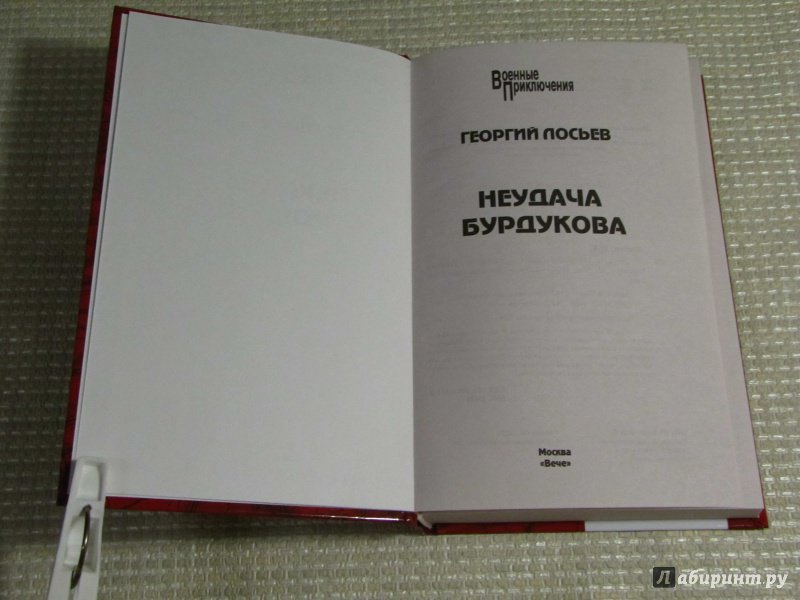 Военные
Приключения
ГЕОРГИЙ ЛОСЬЕВ
НЕУДАЧА
БУРДУКОВА
Москва
«Вече»
Лабиринт.ру